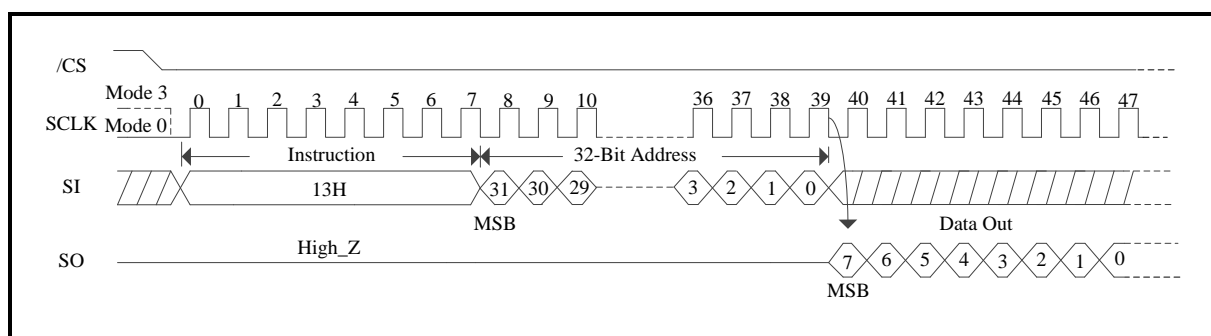 /CS
Mode 3
0 1 2 3 4 5 6 7 8 9 10 36 37 38 39 40 41 42 43 44 45 46 47
SCLK Mode 0
Instruction 32-Bit Address
SI 13H 31 30 29 3 2 1 0
MSB Data Out
High_Z
SO 7 6 5 4 3 2 1 0
MSB